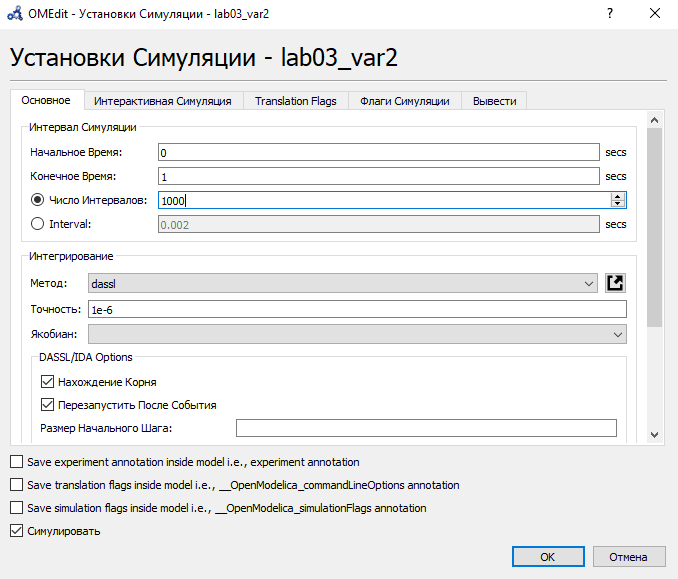 OMEdit - Установки Симуляции - lab03_var2
Установки Симуляции - lab03_var2
Основное Интерактивная Симуляция Translation Flags Флаги Симуляции Вывести
Интервал Симуляции
Начальное Время: 0 secs
Конечное Время: 1 secs
Число Интервалов: 1000
Interval: 0.002 secs
Интегрирование
Метод: dassl
Точность: 1e-6
Якобиан:
DASSL/IDA Options
Нахождение Корня
Перезапустить После События
Размер Начального Шага:
Save experiment annotation inside model i.e., experiment annotation
Save translation flags inside model i.e., __OpenModelica_commandLineOptions annotation
Save simulation flags inside model i.e., __OpenModelica_simulationFlags annotation
Симулировать
OK Отмена